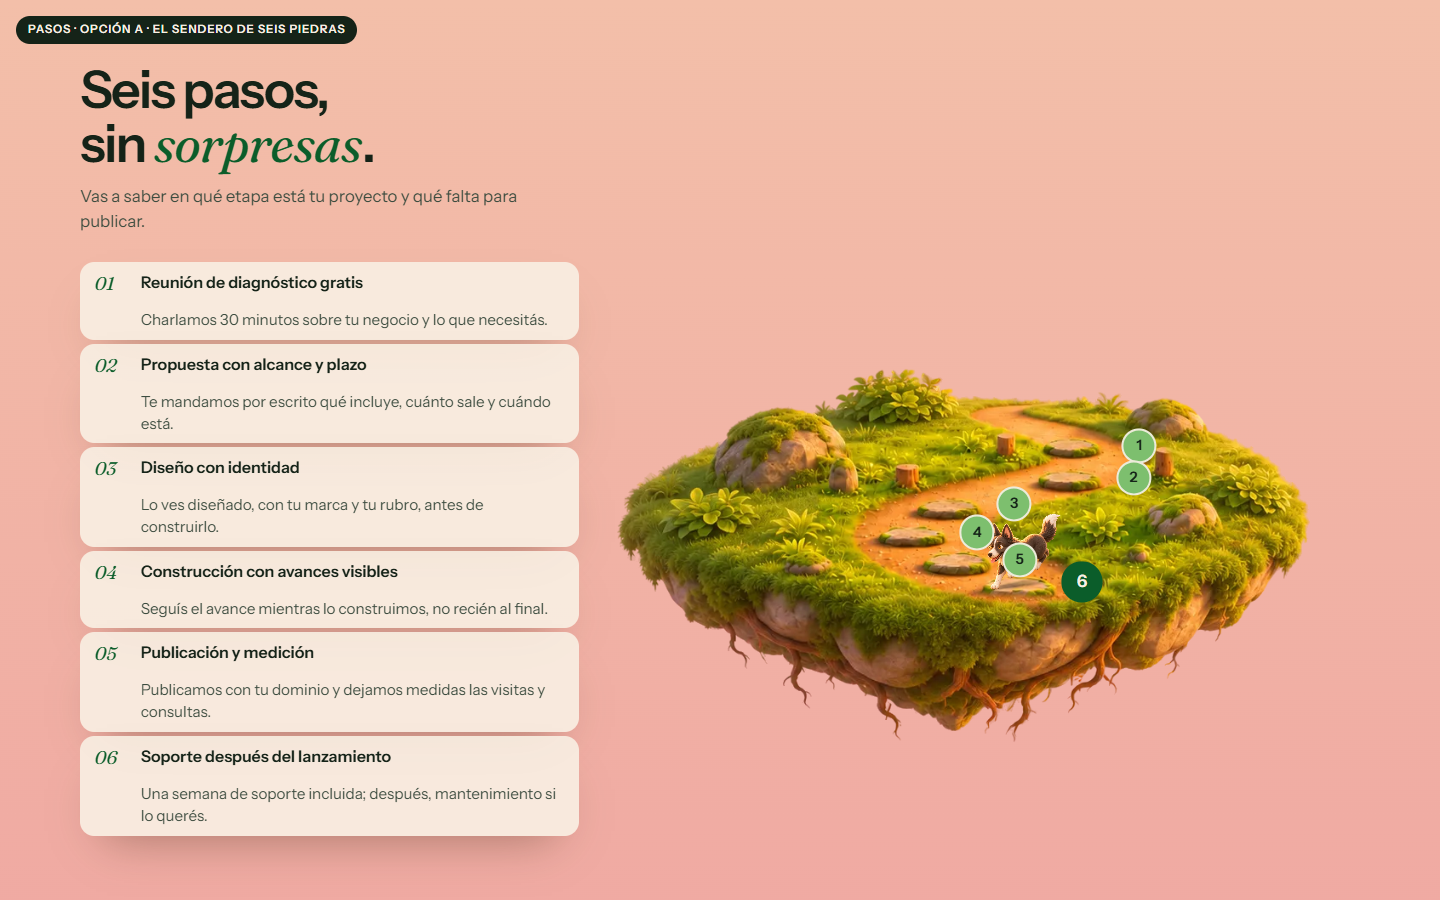 PASOS · OPCIÓN A · EL SENDERO DE SEIS PIEDRAS
Seis pasos,
sin sorpresas.
Vas a saber en qué etapa está tu proyecto y qué falta para
publicar.
01 Reunión de diagnóstico gratis
Charlamos 30 minutos sobre tu negocio y lo que necesitás.
02 Propuesta con alcance y plazo
Te mandamos por escrito qué incluye, cuánto sale y cuándo
está.
03 Diseño con identidad
Lo ves diseñado, con tu marca y tu rubro, antes de
construirlo.
04 Construcción con avances visibles
Seguís el avance mientras lo construimos, no recién al final.
05 Publicación y medición
Publicamos con tu dominio y dejamos medidas las visitas y
consultas.
06 Soporte después del lanzamiento
Una semana de soporte incluida; después, mantenimiento si
lo querés.
1
2
3
4
5
6